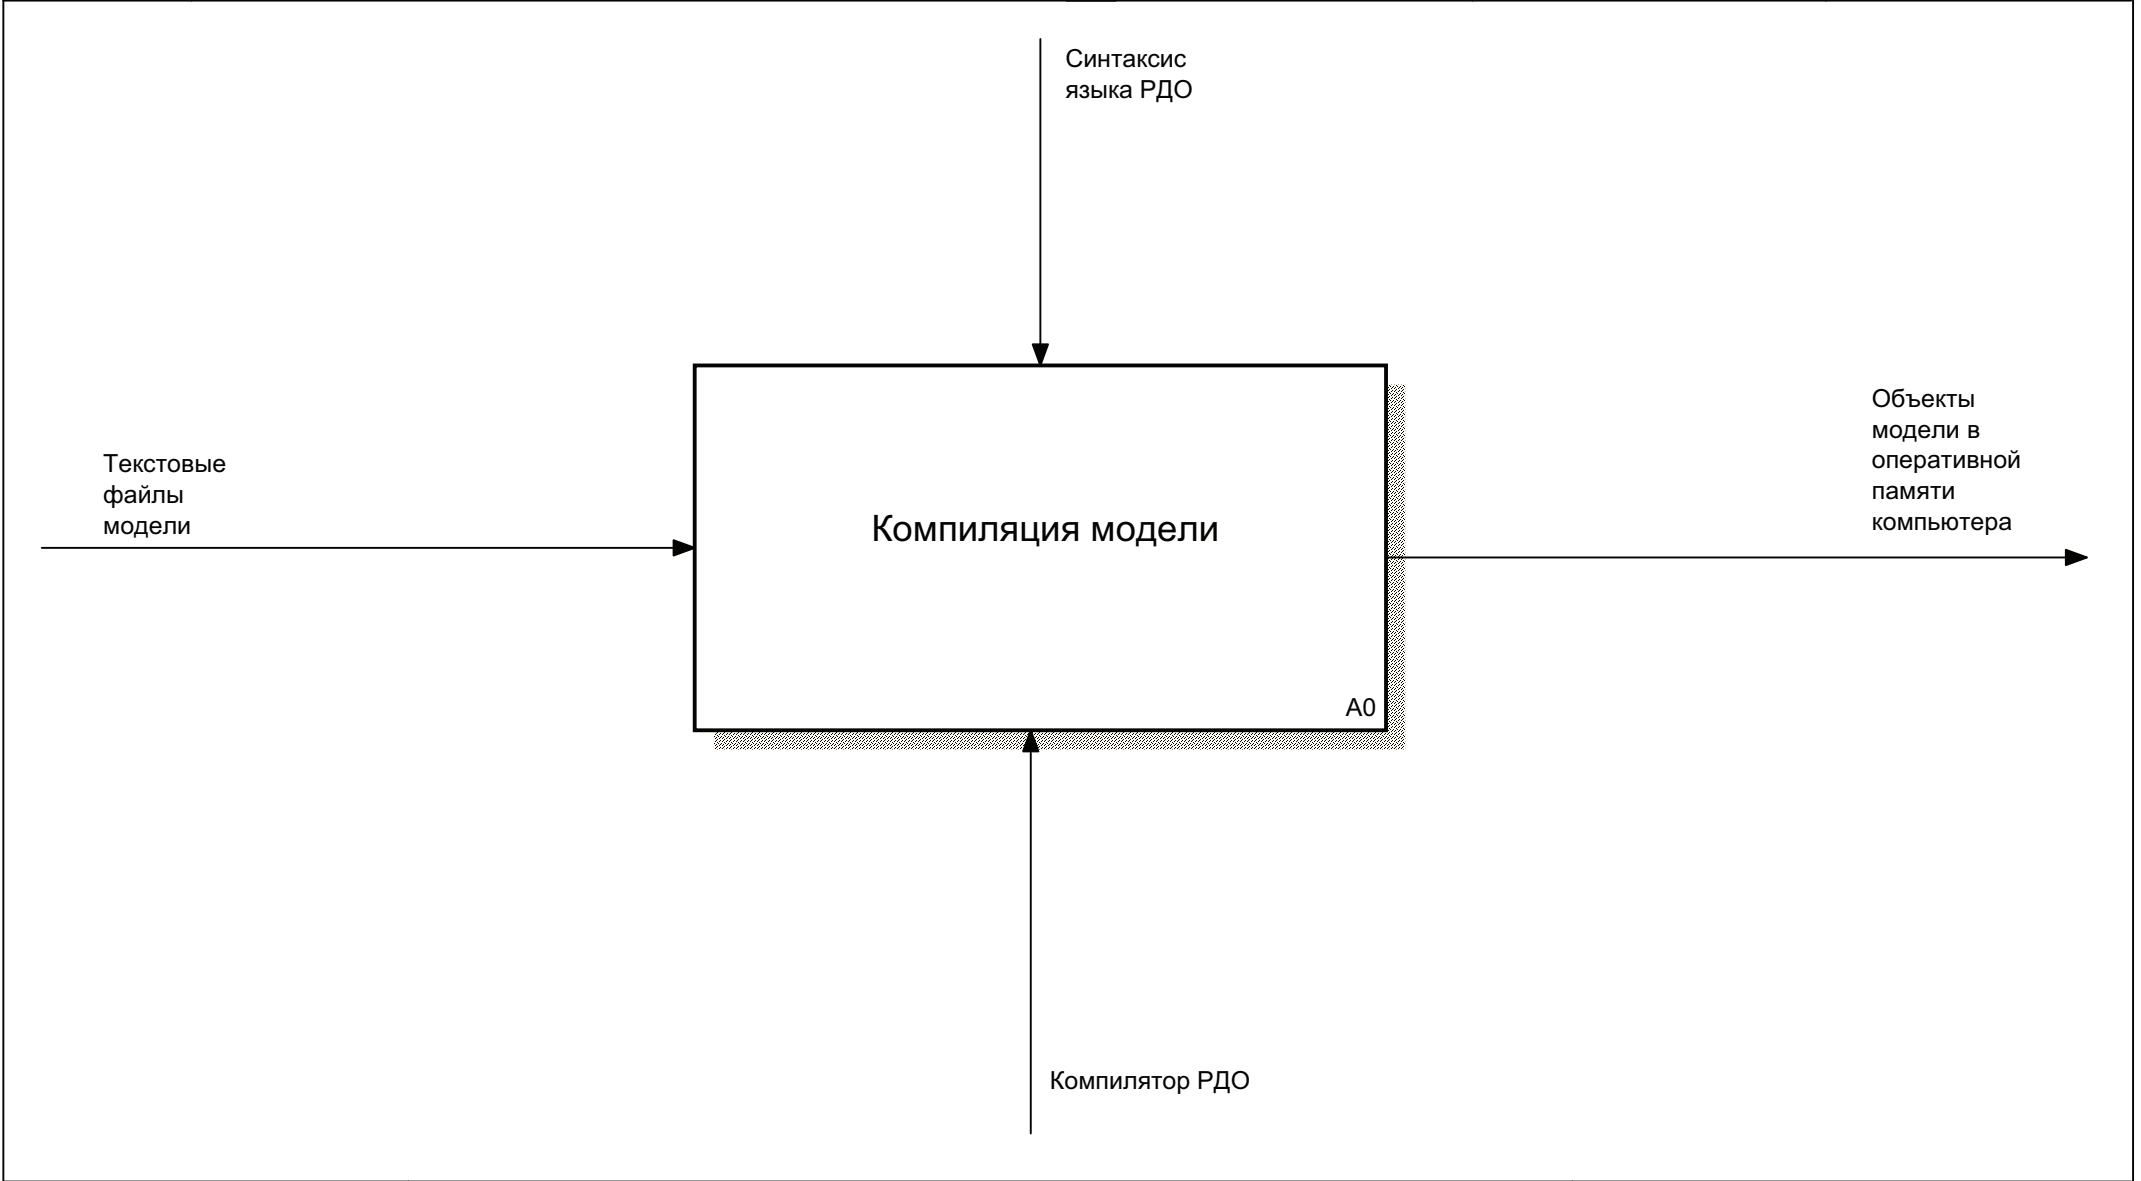 Синтаксис
языка РДО
Текстовые
файлы
модели
Компиляция модели
Объекты
модели в
оперативной
памяти
компьютера
A0
Компилятор РДО